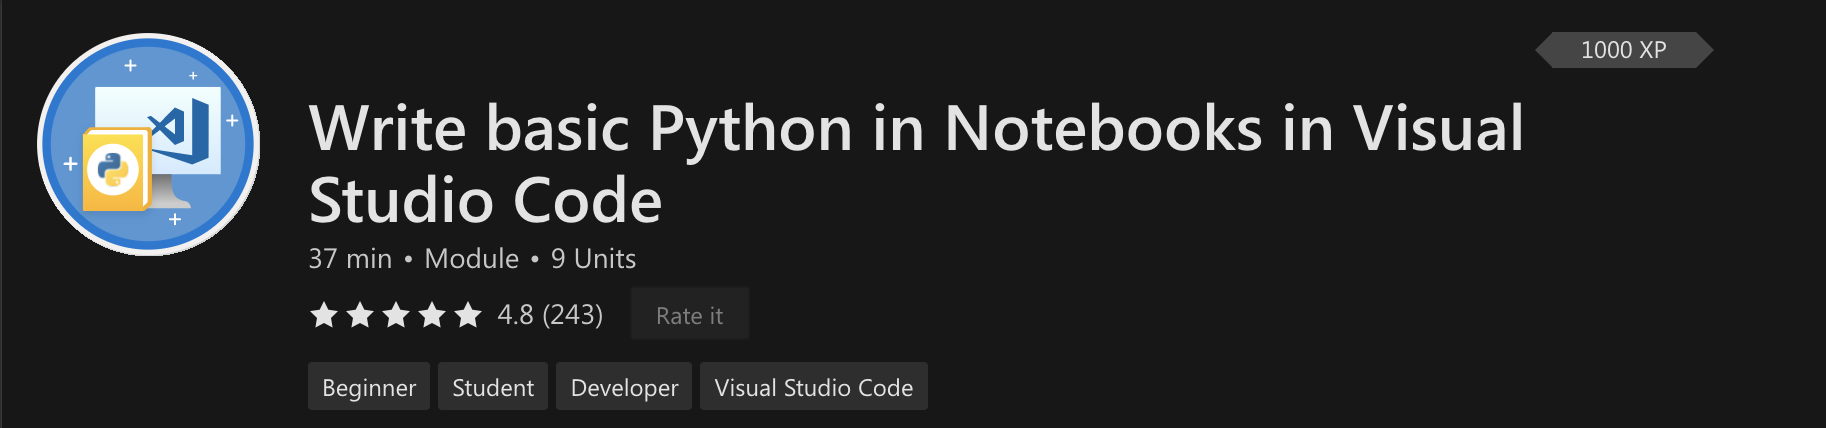 1000 XP
Write basic Python in Notebooks in Visual
Studio Code
37 min • Module • 9 Units
4.8 (243)
Rate it
Beginner
Student
Developer
Visual Studio Code